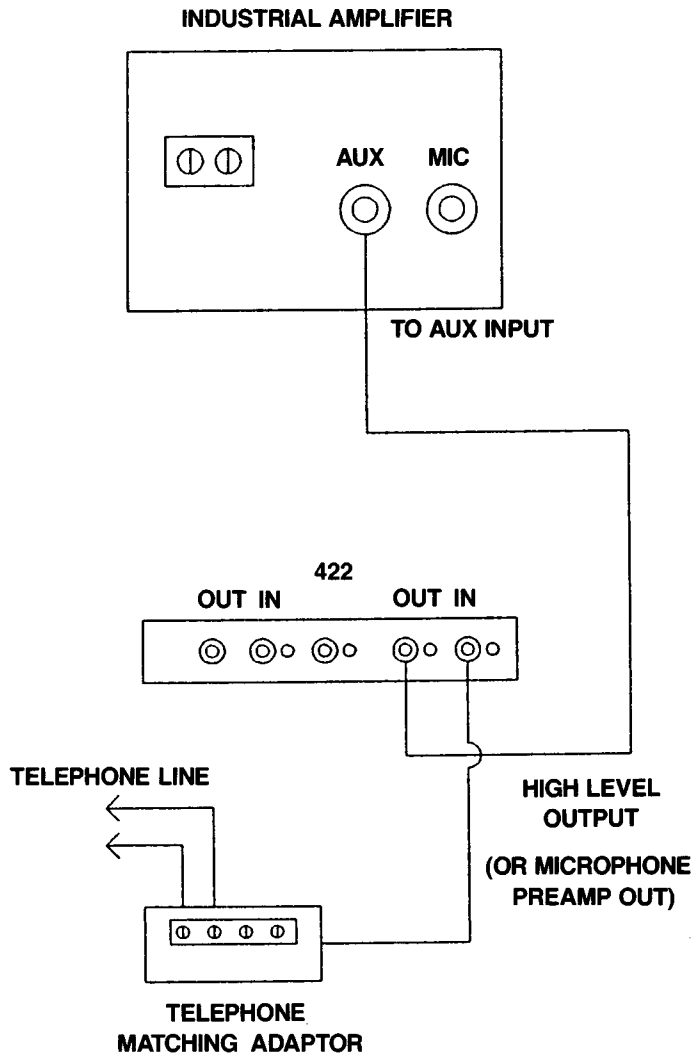 INDUSTRIAL AMPLIFIER
AUX MIC
TO AUX INPUT
422
OUT IN OUT IN
TELEPHONE LINE
HIGH LEVEL
OUTPUT
(OR MICROPHONE
PREAMP OUT)
TELEPHONE
MATCHING ADAPTOR